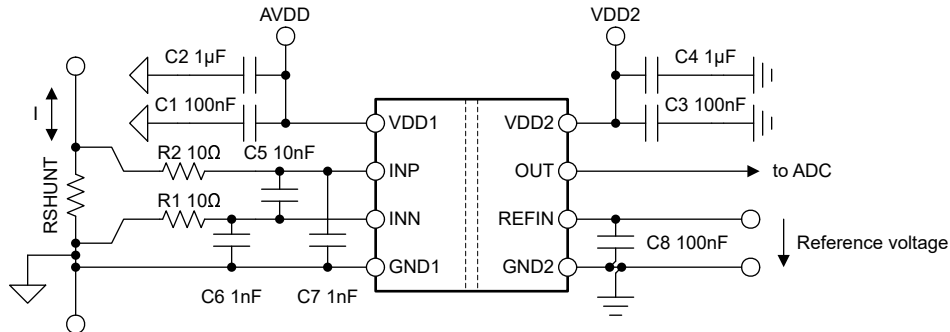 AVDD
VDD2
C2 1µF
C4 1µF
C1 100nF
C3 100nF
I
VDD1
VDD2
R2 10Ω
C5 10nF
INP
OUT
to ADC
RSHUNT
R1 10Ω
INN
REFIN
C8 100nF
Reference voltage
GND1
GND2
C6 1nF
C7 1nF